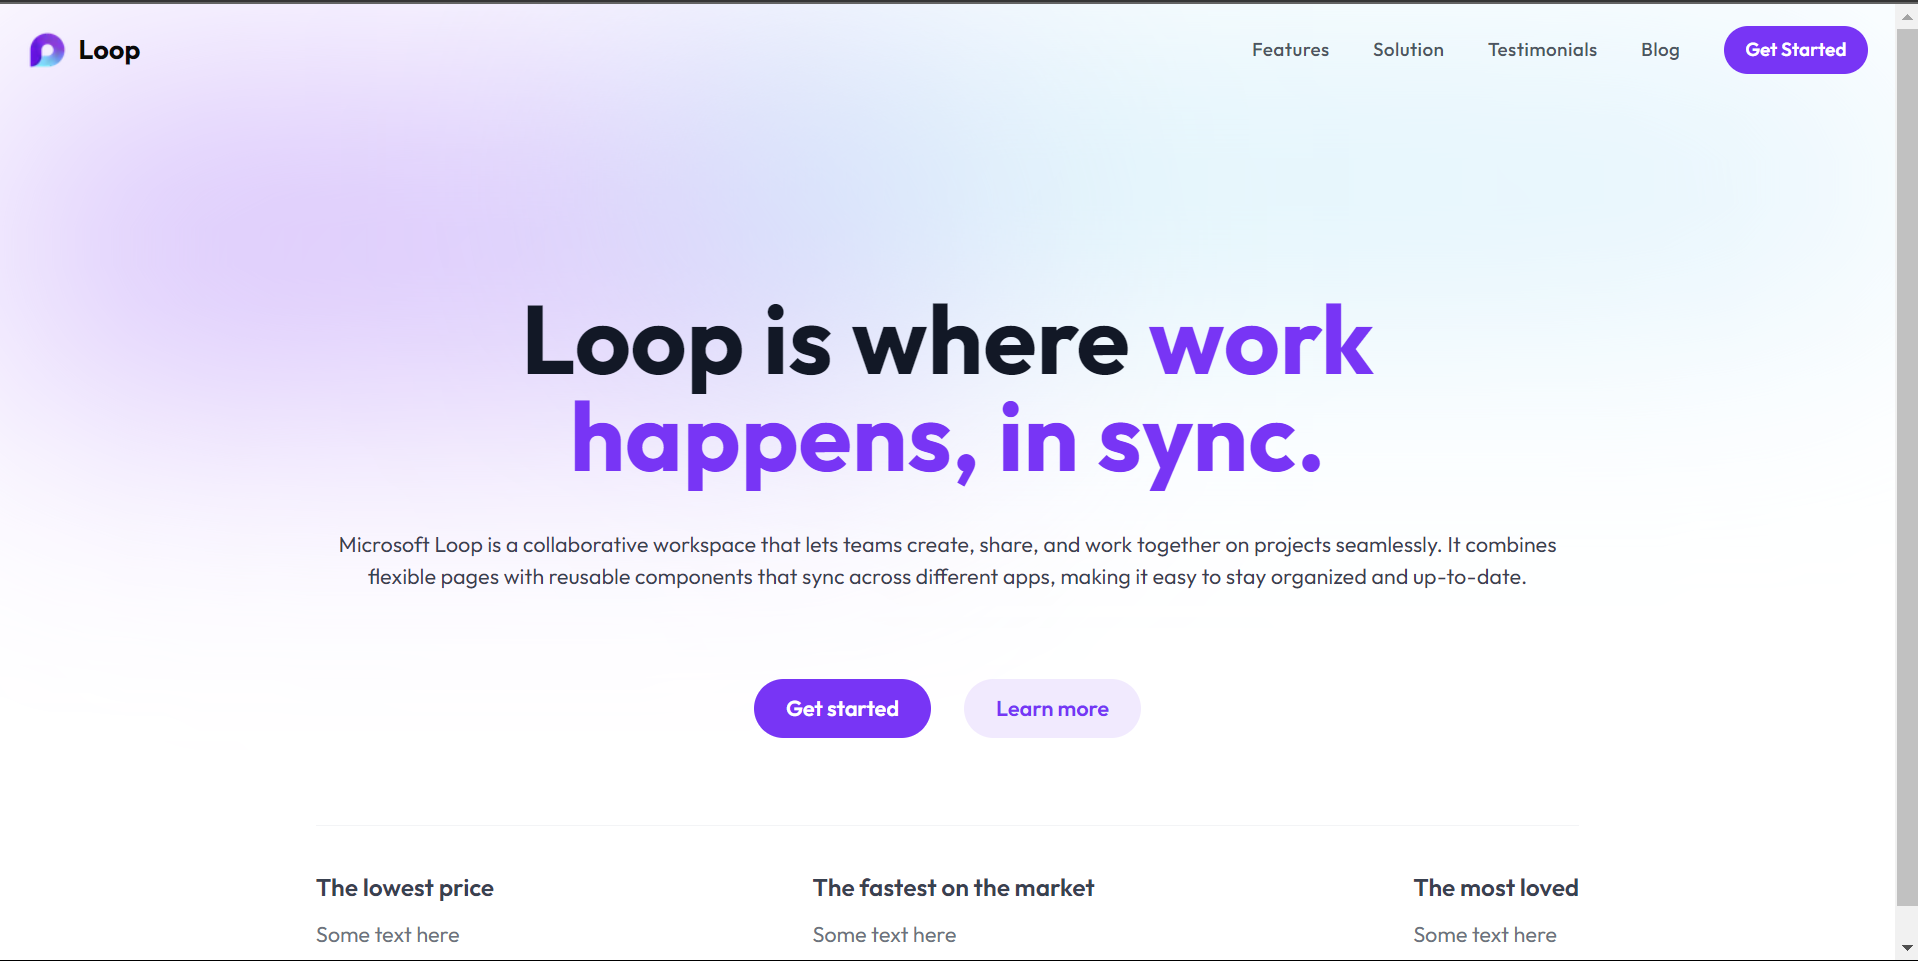 Loop
Features
Solution
Testimonials
Blog
Get Started
Loop is where work
happens, in sync.
Microsoft Loop is a collaborative workspace that lets teams create, share, and work together on projects seamlessly. It combines
flexible pages with reusable components that sync across different apps, making it easy to stay organized and up-to-date.
Get started
Learn more
The lowest price
Some text here
The fastest on the market
Some text here
The most loved
Some text here